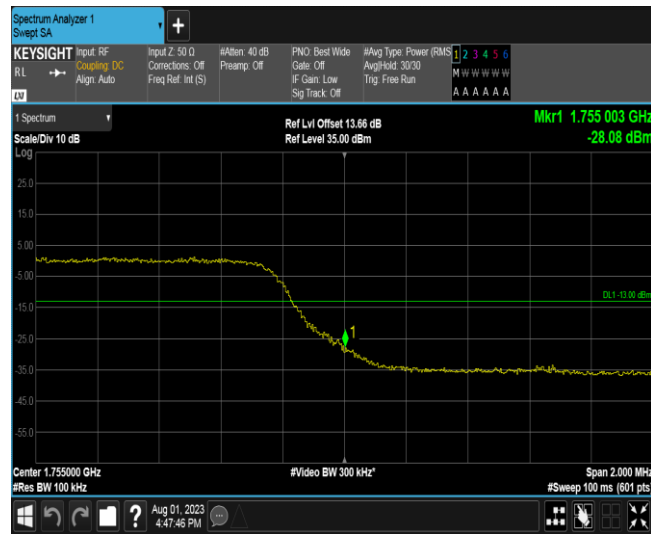 Spectrum Analyzer 1
Swept SA
+
KEYSIGHT
RL
LXI
Input: RF
Coupling: DC
Align: Auto
Input Z: 50 Ω
Corrections: Off
Freq Ref: Int (S)
#Atten: 40 dB
Preamp: Off
PNO: Best Wide
Gate: Off
IF Gain: Low
Sig Track: Off
#Avg Type: Power (RMS
Avg|Hold: 30/30
Trig: Free Run
1 2 3 4 5 6
M W W W W W
A A A A A A
1 Spectrum
Scale/Div 10 dB
Log
Ref Lvl Offset 13.66 dB
Ref Level 35.00 dBm
Mkr1 1.755 003 GHz
-28.08 dBm
25.0
15.0
5.00
-5.00
DL1 -13.00 dBm
-15.0
1
-25.0
-35.0
-45.0
-55.0
Center 1.755000 GHz
#Video BW 300 kHz*
Span 2.000 MHz
#Res BW 100 kHz
#Sweep 100 ms (601 pts)
?
Aug 01, 2023
4:47:46 PM